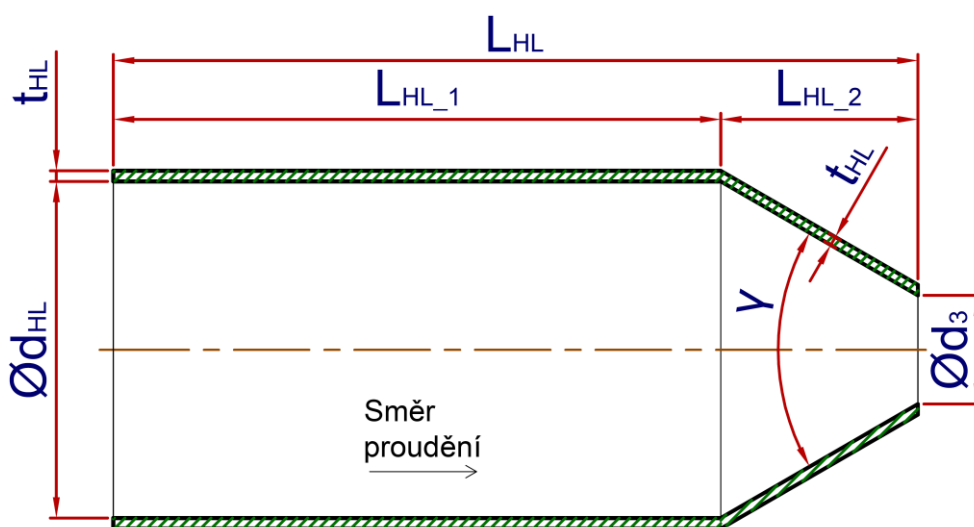 LHL
tHL
LHL_1
LHL_2
tHL
γ
ØdHL
Ød3
Směr
proudění